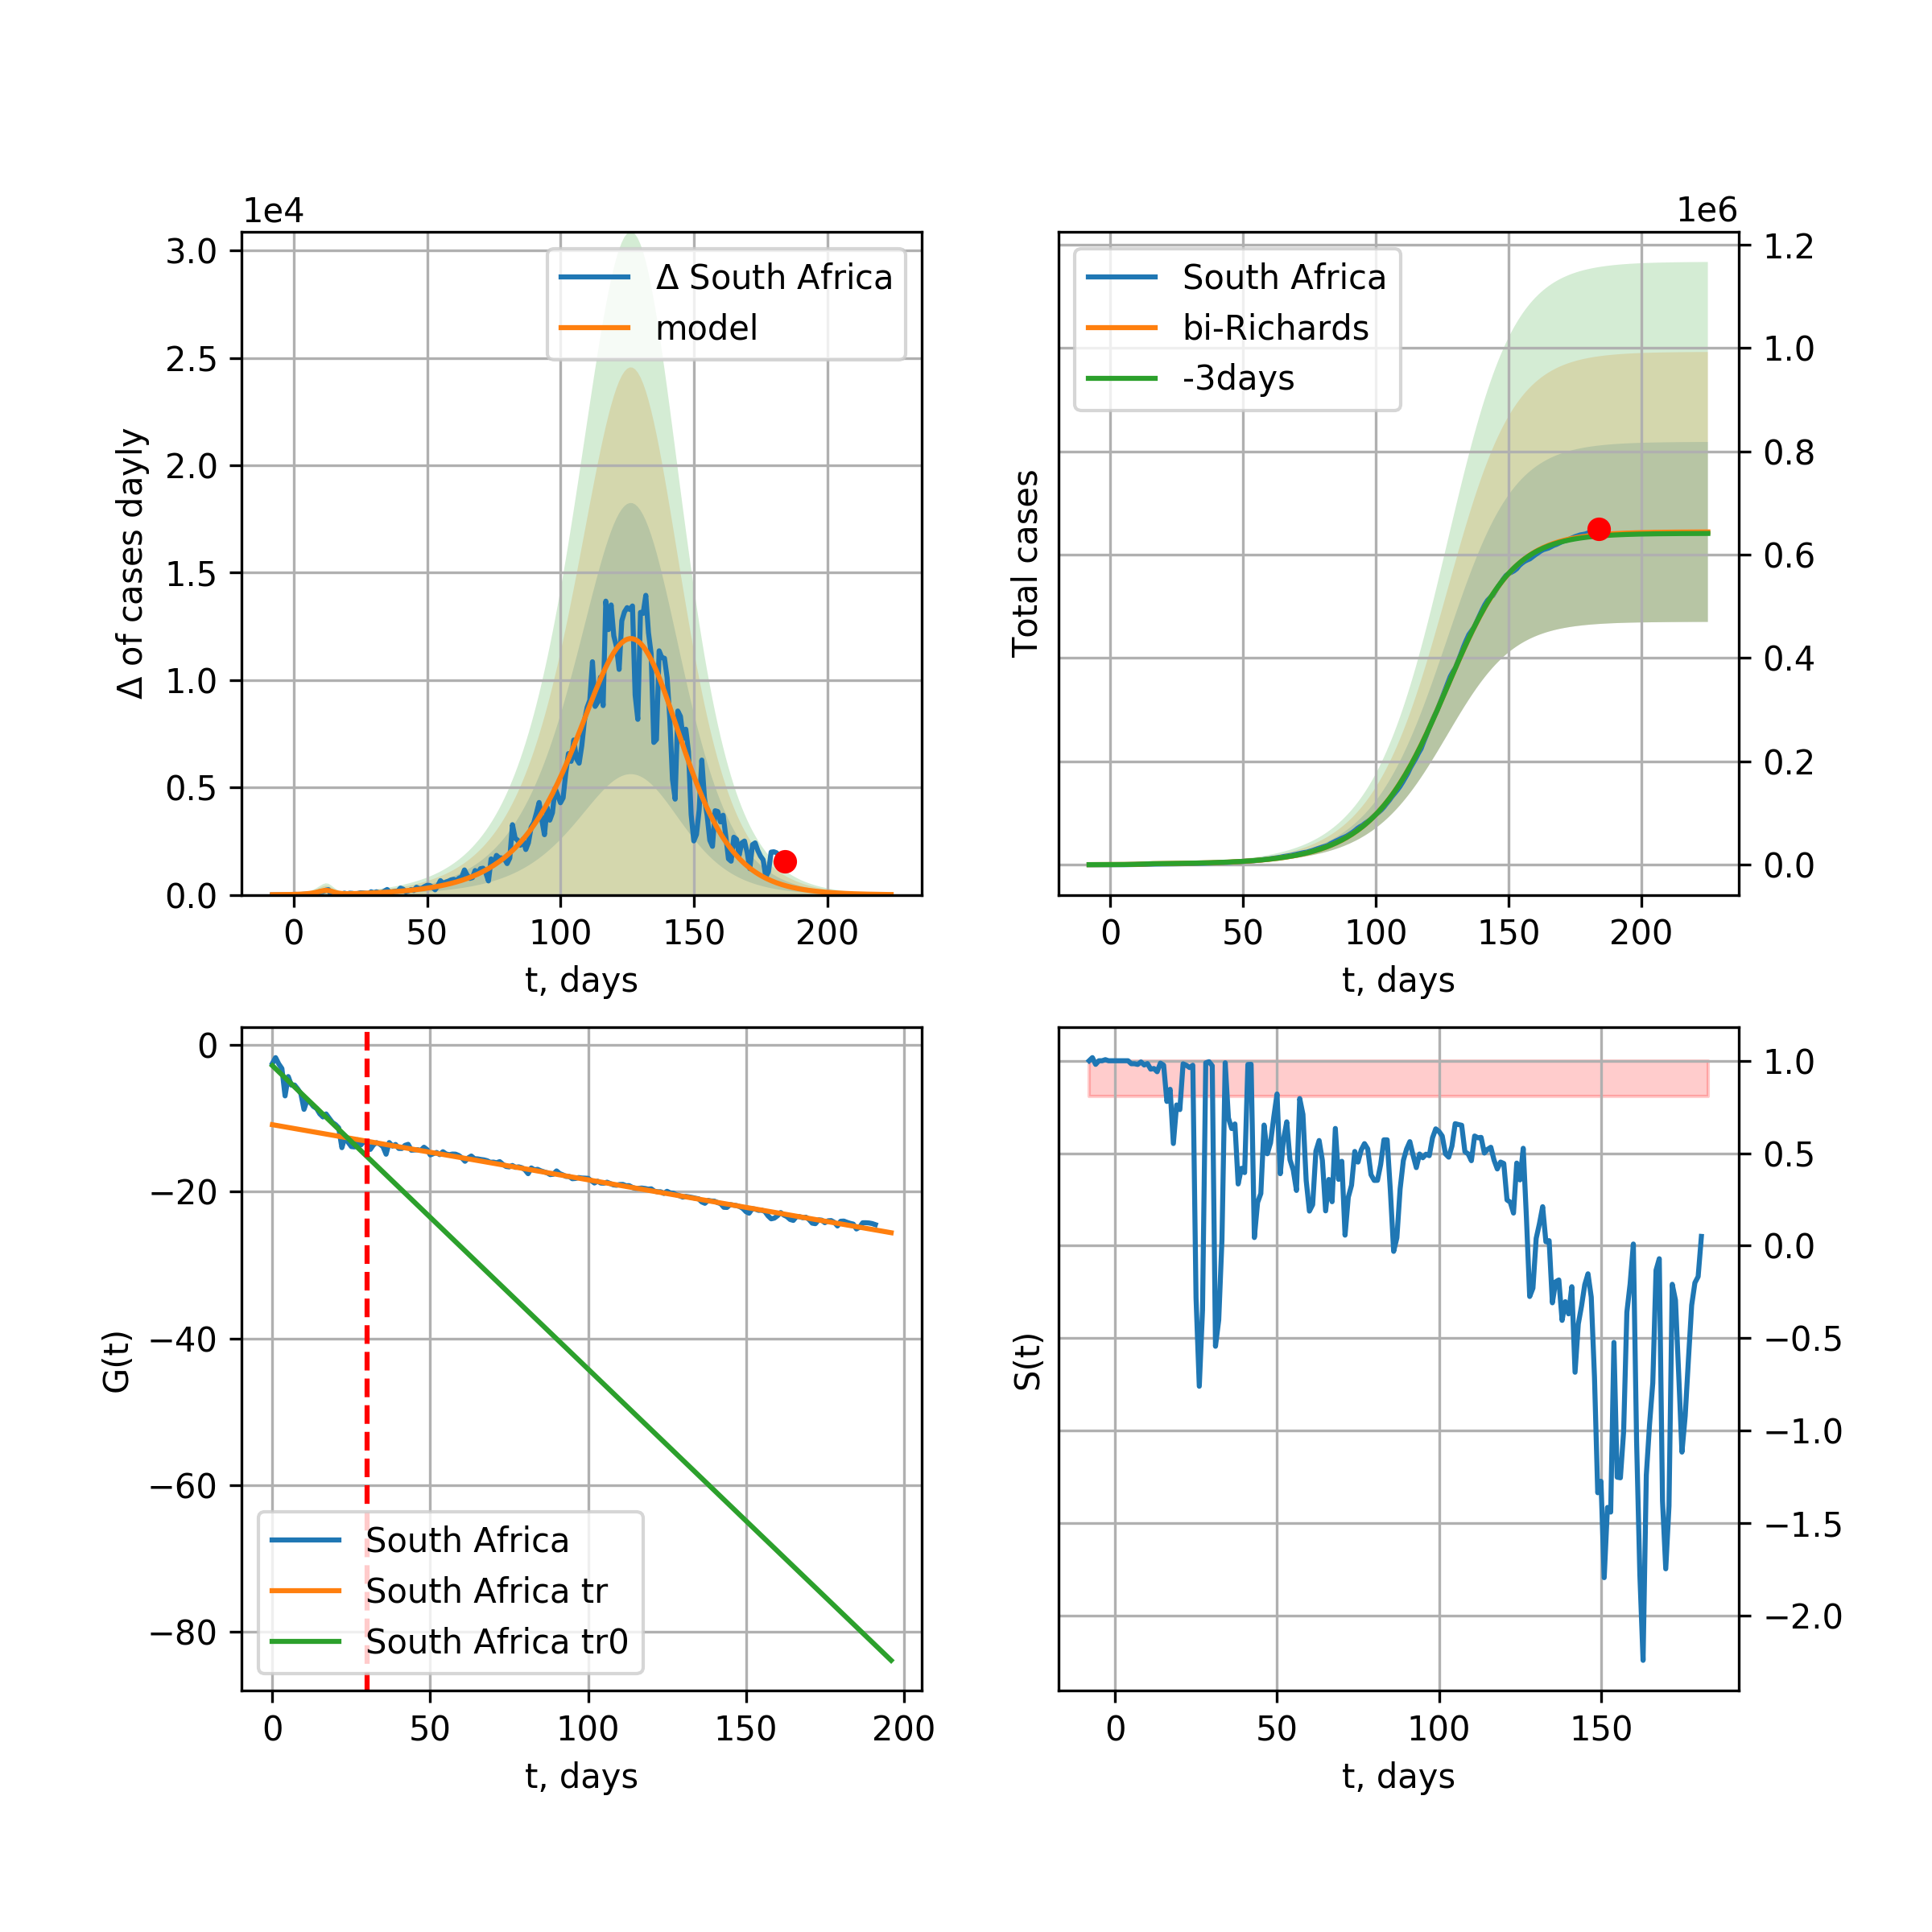 1e4
3.0
2.5
2.0
1.5
1.0
0.5
0.0
Δ of cases dayly
Δ South Africa
model
0 50 100 150 200
t, days
1e6
1.2
1.0
0.8
0.6
0.4
0.2
0.0
Total cases
South Africa
bi-Richards
-3days
0 50 100 150 200
t, days
0
−20
−40
−60
−80
G(t)
South Africa
South Africa tr
South Africa tr0
0 50 100 150 200
t, days
1.0
0.5
0.0
−0.5
−1.0
−1.5
−2.0
S(t)
0 50 100 150
t, days